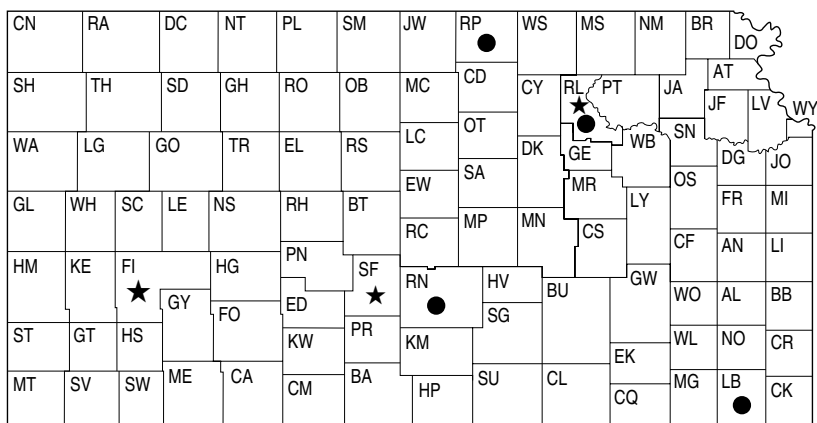 CN RA DC NT PL SM JW RP WS MS NM BR DO
SH TH SD GH RO OB MC CD CY RL PT JA AT
JF LV WY
WA LG GO TR EL RS LC OT DK GE WB SN DG JO
GL WH SC LE NS RH BT EW SA MR LY OS FR MI
RC MP MN CS
HM KE FI HG PN SF RN HV BU GW CF AN LI
GY FO ED SG WO AL BB
ST GT HS KW PR KM EK WL NO CR
MT SV SW ME CA CM BA HP SU CL CQ MG LB CK